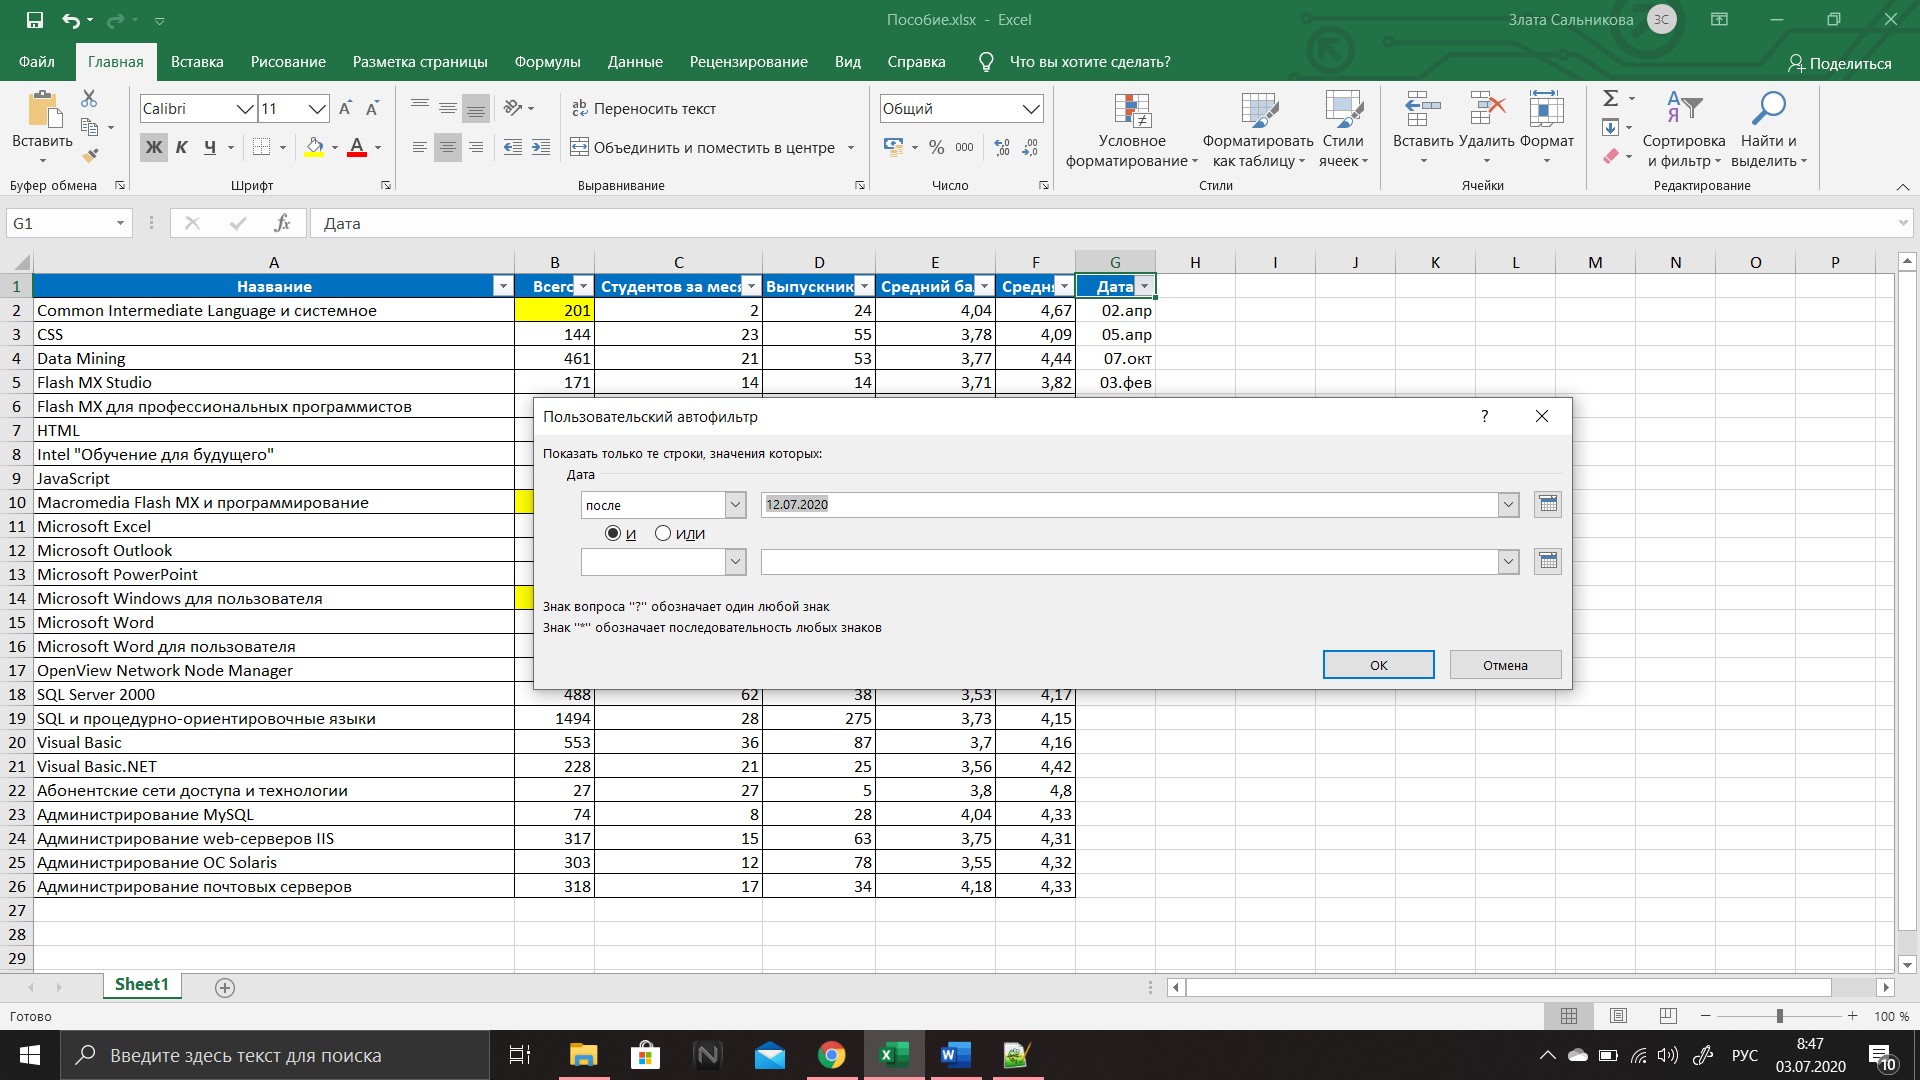 Пособие.xlsx - Excel
Злата Сальникова
ЗС
Файл Главная Вставка Рисование Разметка страницы Формулы Данные Рецензирование Вид Справка Что вы хотите сделать? Поделиться
Вставить
Буфер обмена
Calibri 11
Ж К Ч А
Шрифт
Переносить текст
Объединить и поместить в центре
Выравнивание
Общий
% 000
Число
Условное форматирование
Форматировать как таблицу
Стили ячеек
Стили
Вставить Удалить Формат
Ячейки
Сортировка и фильтр
Найти и выделить
Редактирование
G1 fx Дата
A B C D E F G H I J K L M N O P
1 Название Всего Студентов за меся Выпускник Средний ба Средня Дата
2 Common Intermediate Language и системное 201 2 24 4,04 4,67 02.апр
3 CSS 144 23 55 3,78 4,09 05.апр
4 Data Mining 461 21 53 3,77 4,44 07.окт
5 Flash MX Studio 171 14 14 3,71 3,82 03.фев
6 Flash MX для профессиональных программистов
7 HTML
8 Intel "Обучение для будущего"
9 JavaScript
10 Macromedia Flash MX и программирование
11 Microsoft Excel
12 Microsoft Outlook
13 Microsoft PowerPoint
14 Microsoft Windows для пользователя
15 Microsoft Word
16 Microsoft Word для пользователя
17 OpenView Network Node Manager
18 SQL Server 2000 488 62 38 3,53 4,17
19 SQL и процедурно-ориентировочные языки 1494 28 275 3,73 4,15
20 Visual Basic 553 36 87 3,7 4,16
21 Visual Basic.NET 228 21 25 3,56 4,42
22 Абонентские сети доступа и технологии 27 27 5 3,8 4,8
23 Администрирование MySQL 74 8 28 4,04 4,33
24 Администрирование web-серверов IIS 317 15 63 3,75 4,31
25 Администрирование ОС Solaris 303 12 78 3,55 4,32
26 Администрирование почтовых серверов 318 17 34 4,18 4,33
27
28
29
Пользовательский автофильтр ?
Показать только те строки, значения которых:
Дата
после 12.07.2020
И ИЛИ
Знак вопроса "?" обозначает один любой знак
Знак "*" обозначает последовательность любых знаков
ОК Отмена
Sheet1
Готово
100 %
Введите здесь текст для поиска
РУС
8:47
03.07.2020
10